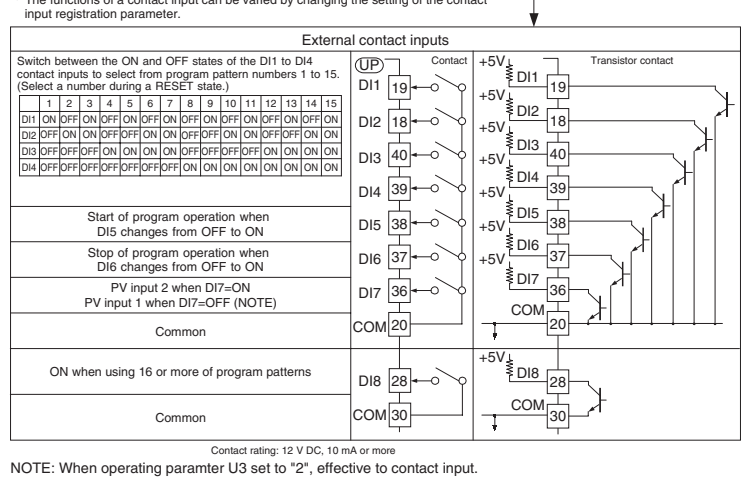 The functions of a contact input can be varied by changing the setting of the contact
input registration parameter.
External contact inputs
Switch between the ON and OFF states of the DI1 to DI4
contact inputs to select from program pattern numbers 1 to 15.
(Select a number during a RESET state.)
1 2 3 4 5 6 7 8 9 10 11 12 13 14 15
DI1 ON OFF ON OFF ON OFF ON OFF ON OFF ON OFF ON OFF ON
DI2 OFF ON ON OFF OFF ON ON OFF OFF ON ON OFF OFF ON ON
DI3 OFF OFF OFF ON ON ON ON OFF OFF OFF OFF ON ON ON ON
DI4 OFF OFF OFF OFF OFF OFF OFF ON ON ON ON ON ON ON ON
Start of program operation when
DI5 changes from OFF to ON
Stop of program operation when
DI6 changes from OFF to ON
PV input 2 when DI7=ON
PV input 1 when DI7=OFF (NOTE)
Common
ON when using 16 or more of program patterns
Common
UP Contact
DI1 19
DI2 18
DI3 40
DI4 39
DI5 38
DI6 37
DI7 36
COM 20
DI8 28
COM 30
Transistor contact
+5V DI1 19
+5V DI2 18
+5V DI3 40
+5V DI4 39
+5V DI5 38
+5V DI6 37
+5V DI7 36
COM 20
+5V DI8 28
COM 30
Contact rating: 12 V DC, 10 mA or more
NOTE: When operating paramter U3 set to "2", effective to contact input.